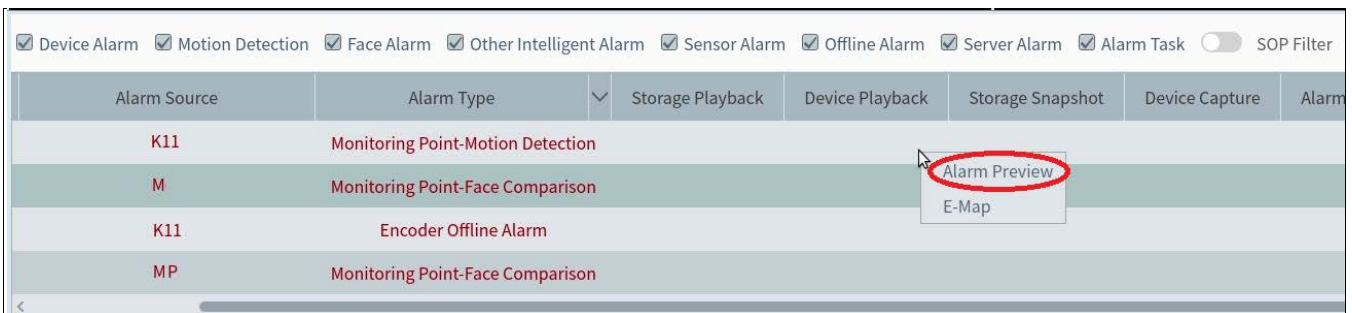 Device Alarm Motion Detection Face Alarm Other Intelligent Alarm Sensor Alarm Offline Alarm Server Alarm Alarm Task SOP Filter
Alarm Source Alarm Type Storage Playback Device Playback Storage Snapshot Device Capture Alarm
K11 Monitoring Point-Motion Detection
Alarm Preview
M Monitoring Point-Face Comparison
E-Map
K11 Encoder Offline Alarm
MP Monitoring Point-Face Comparison